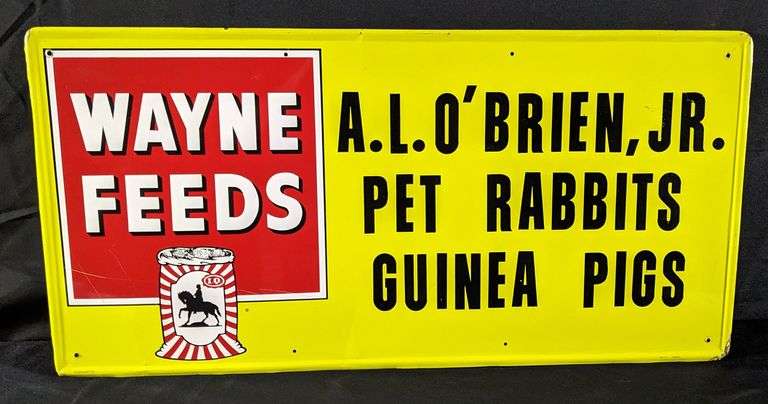 WAYNE
FEEDS
I.O
A.L.O'BRIEN, JR.
PET RABBITS
GUINEA PIGS